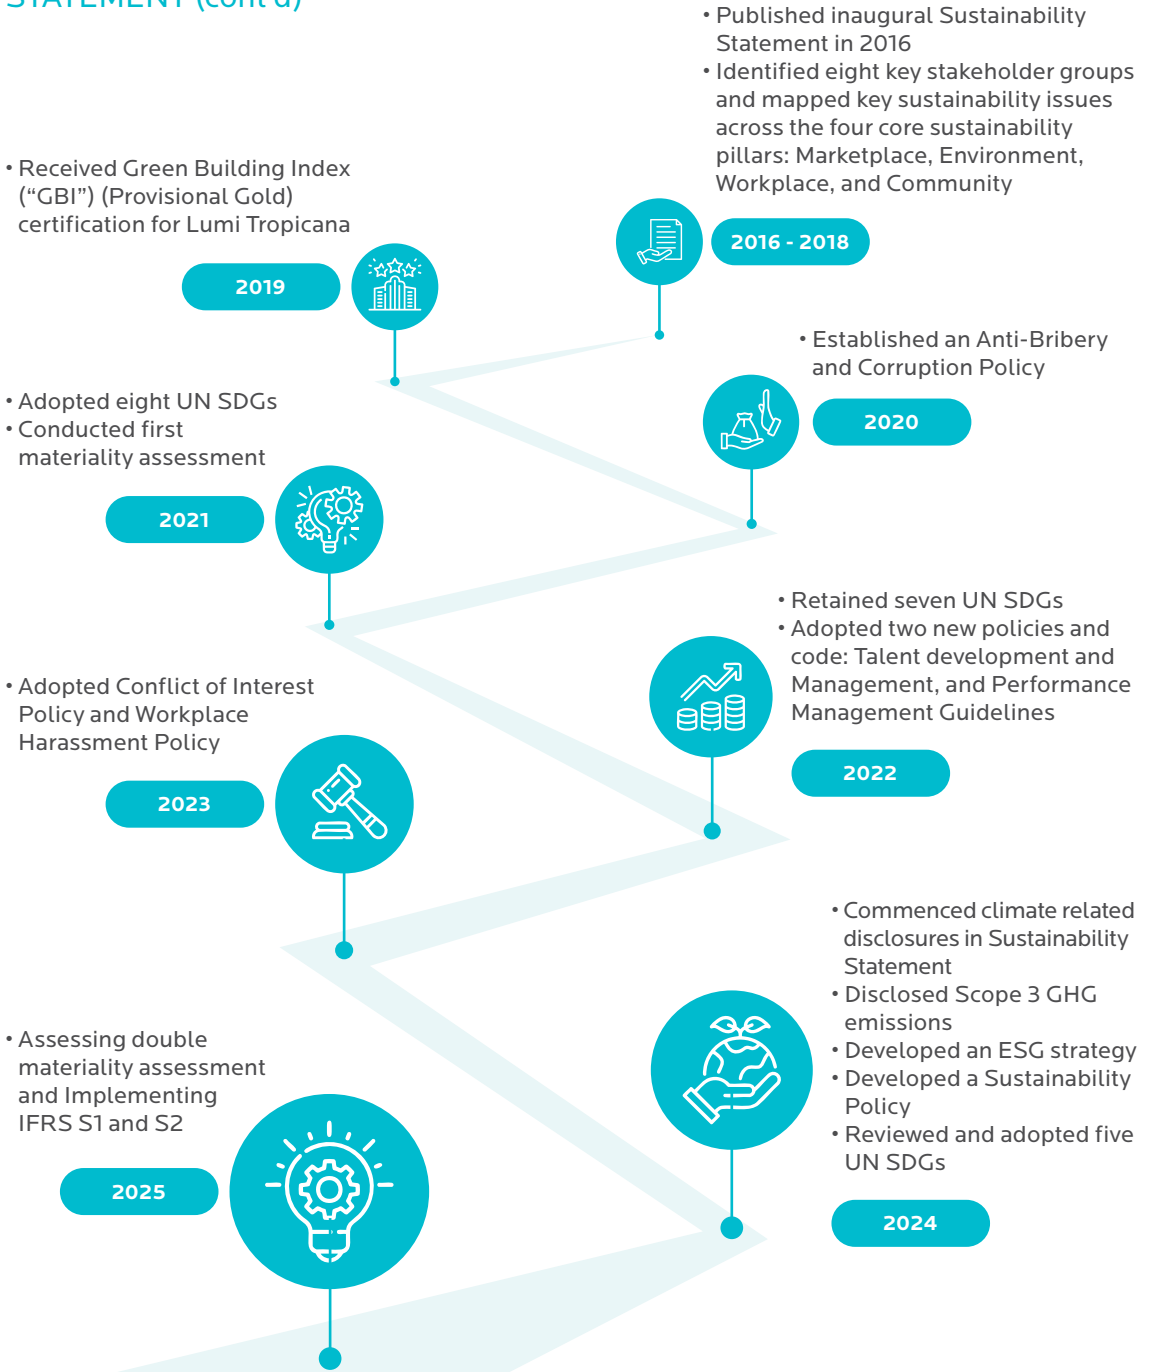 STATEMENT (cont'd)
• Published inaugural Sustainability
Statement in 2016
• Identified eight key stakeholder groups
and mapped key sustainability issues
across the four core sustainability
pillars: Marketplace, Environment,
Workplace, and Community
2016 - 2018
• Received Green Building Index
(“GBI”) (Provisional Gold)
certification for Lumi Tropicana
2019
• Established an Anti-Bribery
and Corruption Policy
2020
• Adopted eight UN SDGs
• Conducted first
materiality assessment
2021
• Retained seven UN SDGs
• Adopted two new policies and
code: Talent development and
Management, and Performance
Management Guidelines
2022
• Adopted Conflict of Interest
Policy and Workplace
Harassment Policy
2023
• Commenced climate related
disclosures in Sustainability
Statement
• Disclosed Scope 3 GHG
emissions
• Developed an ESG strategy
• Developed a Sustainability
Policy
• Reviewed and adopted five
UN SDGs
2024
• Assessing double
materiality assessment
and Implementing
IFRS S1 and S2
2025